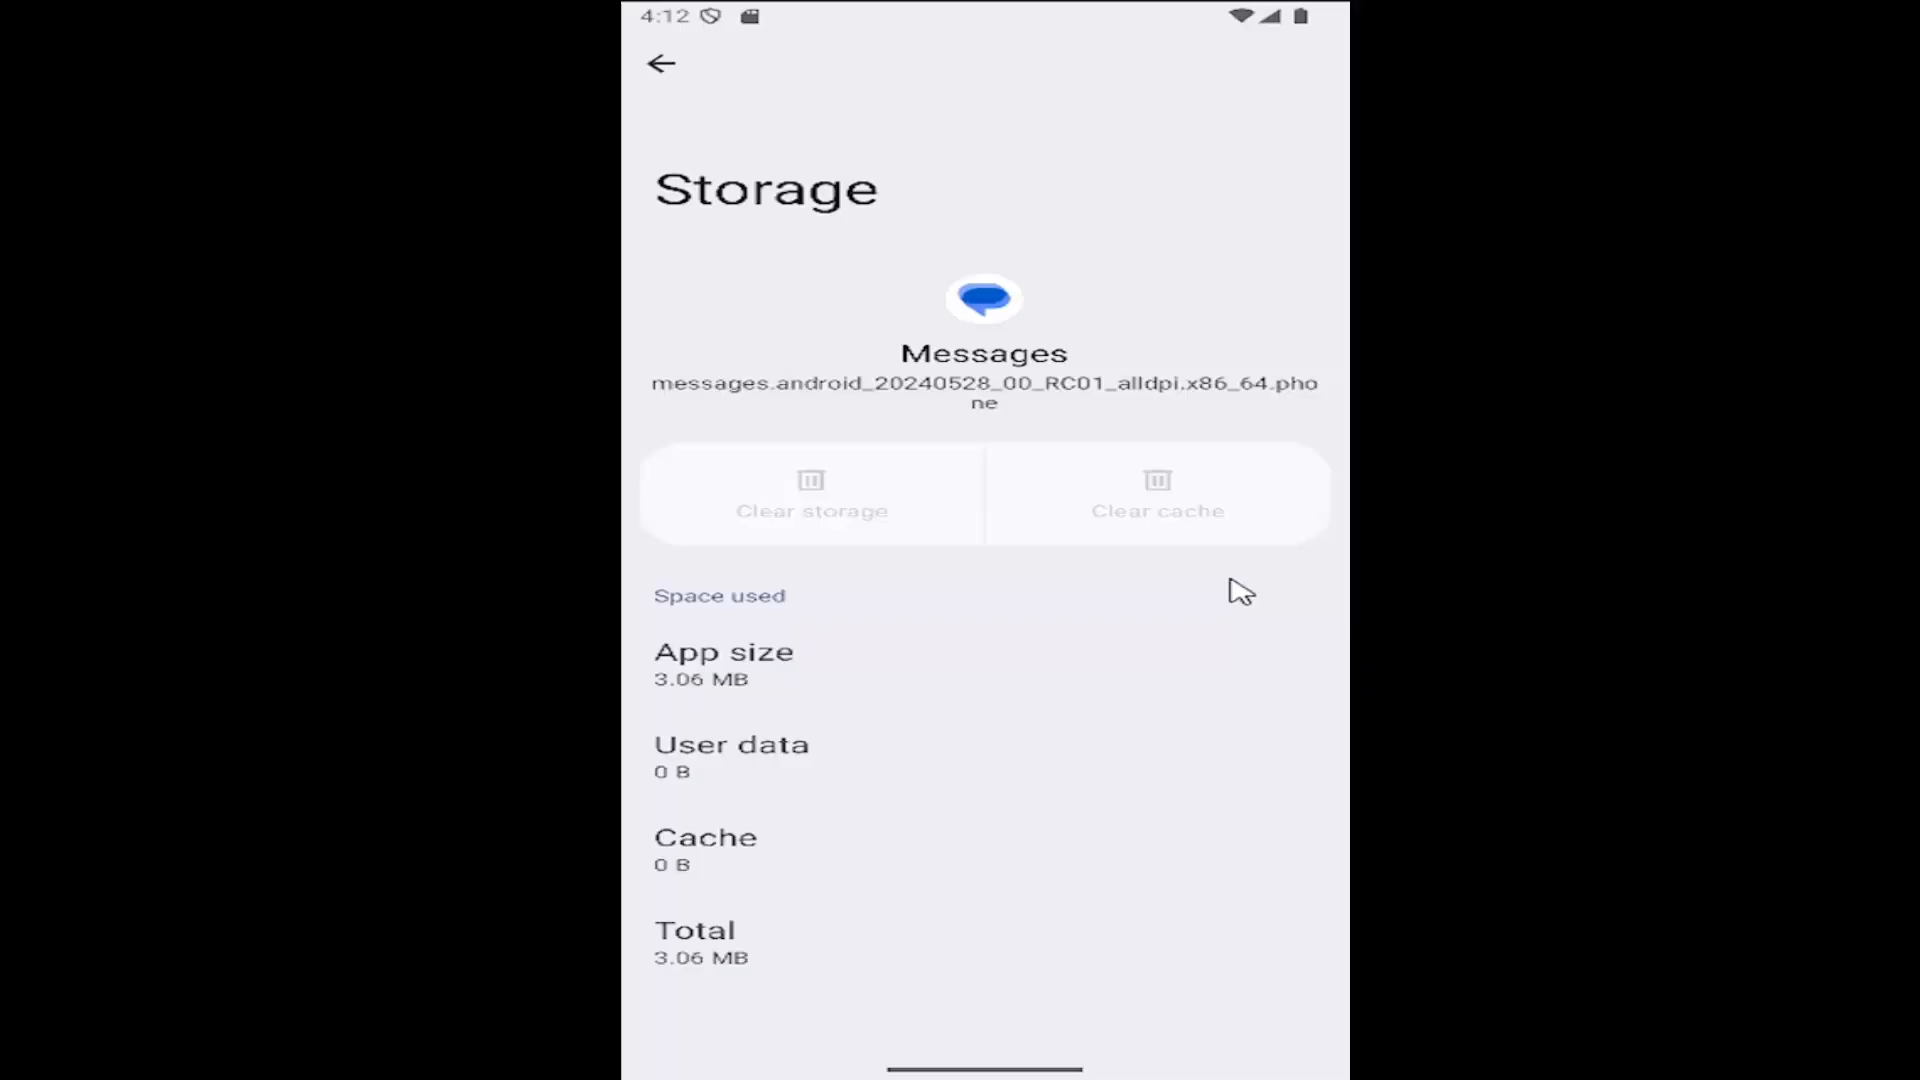 4:12
Storage
Messages
messages.android_20240528_00_RC01_alldpi.x86_64.pho
ne
Clear storage
Clear cache
Space used
App size
3.06 MB
User data
0 B
Cache
0 B
Total
3.06 MB